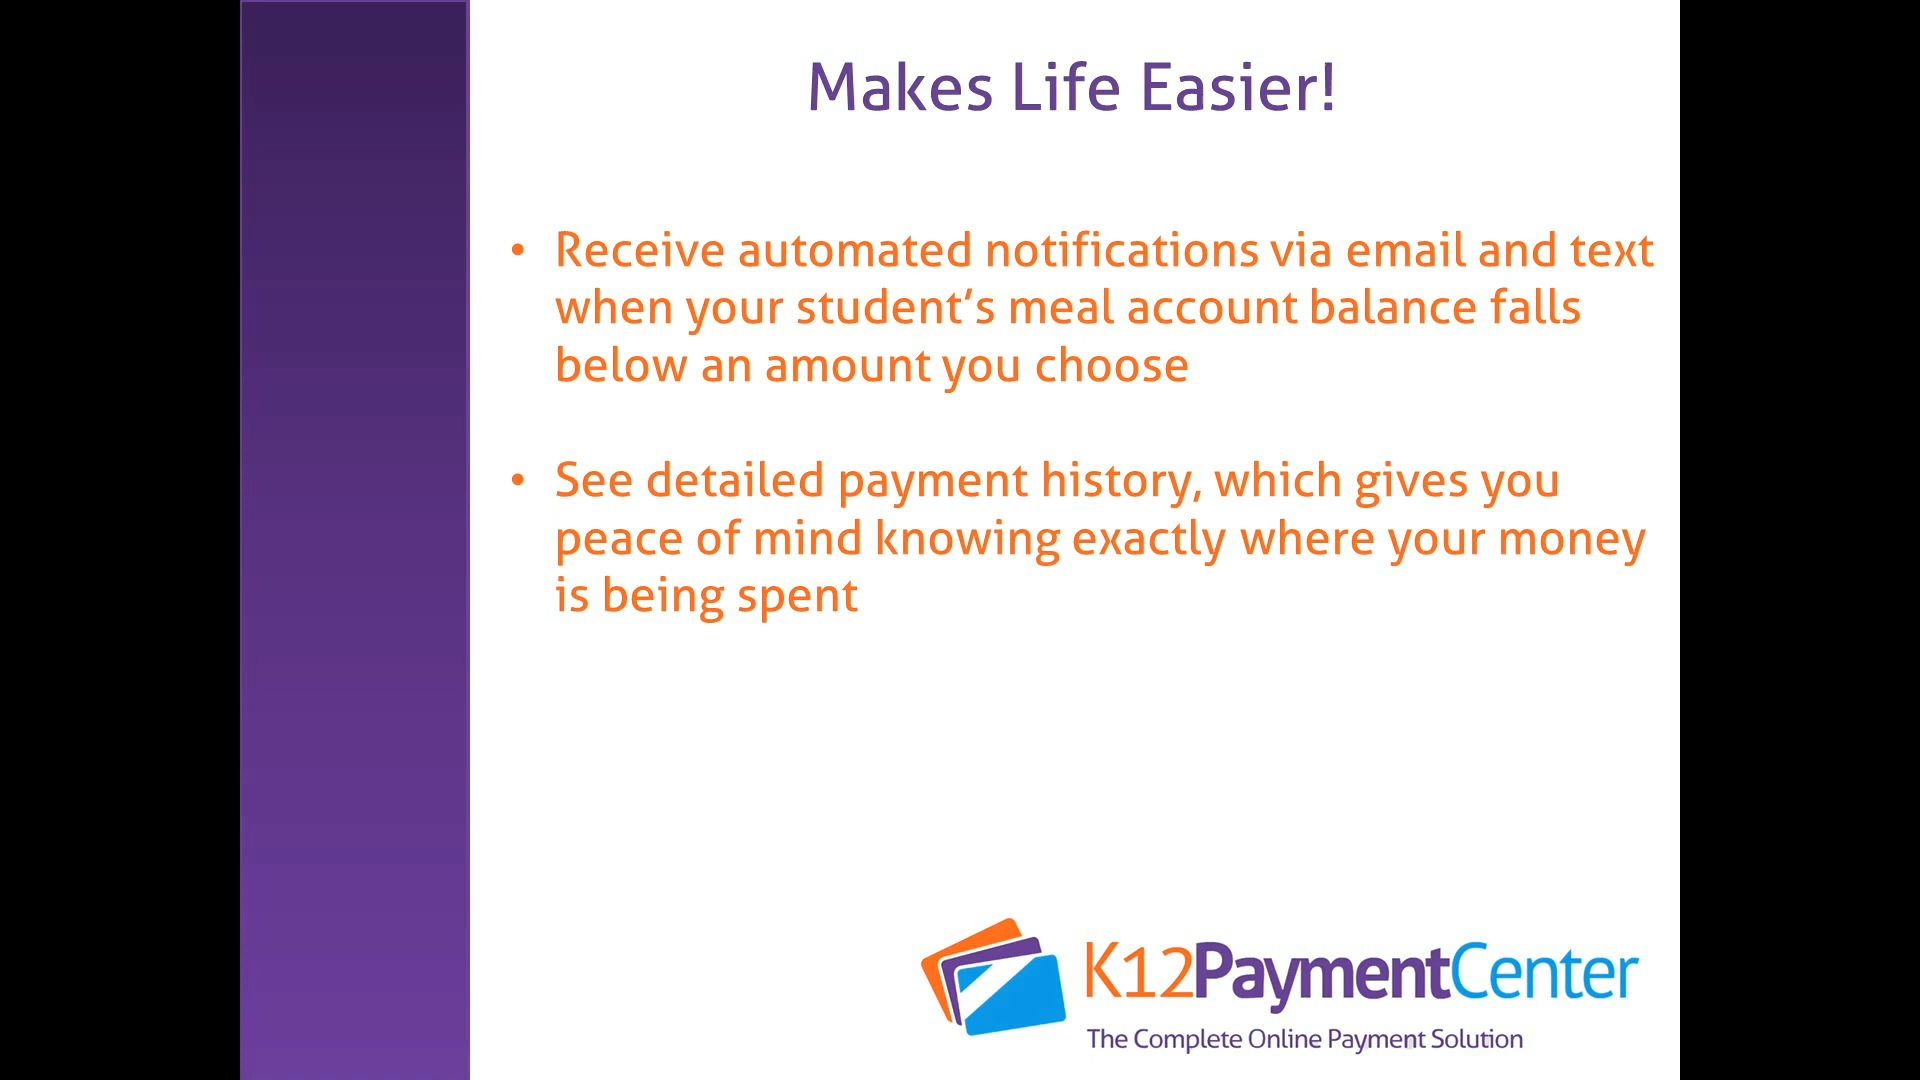 Makes Life Easier!
• Receive automated notifications via email and text
when your student’s meal account balance falls
below an amount you choose
• See detailed payment history, which gives you
peace of mind knowing exactly where your money
is being spent
K12PaymentCenter
The Complete Online Payment Solution